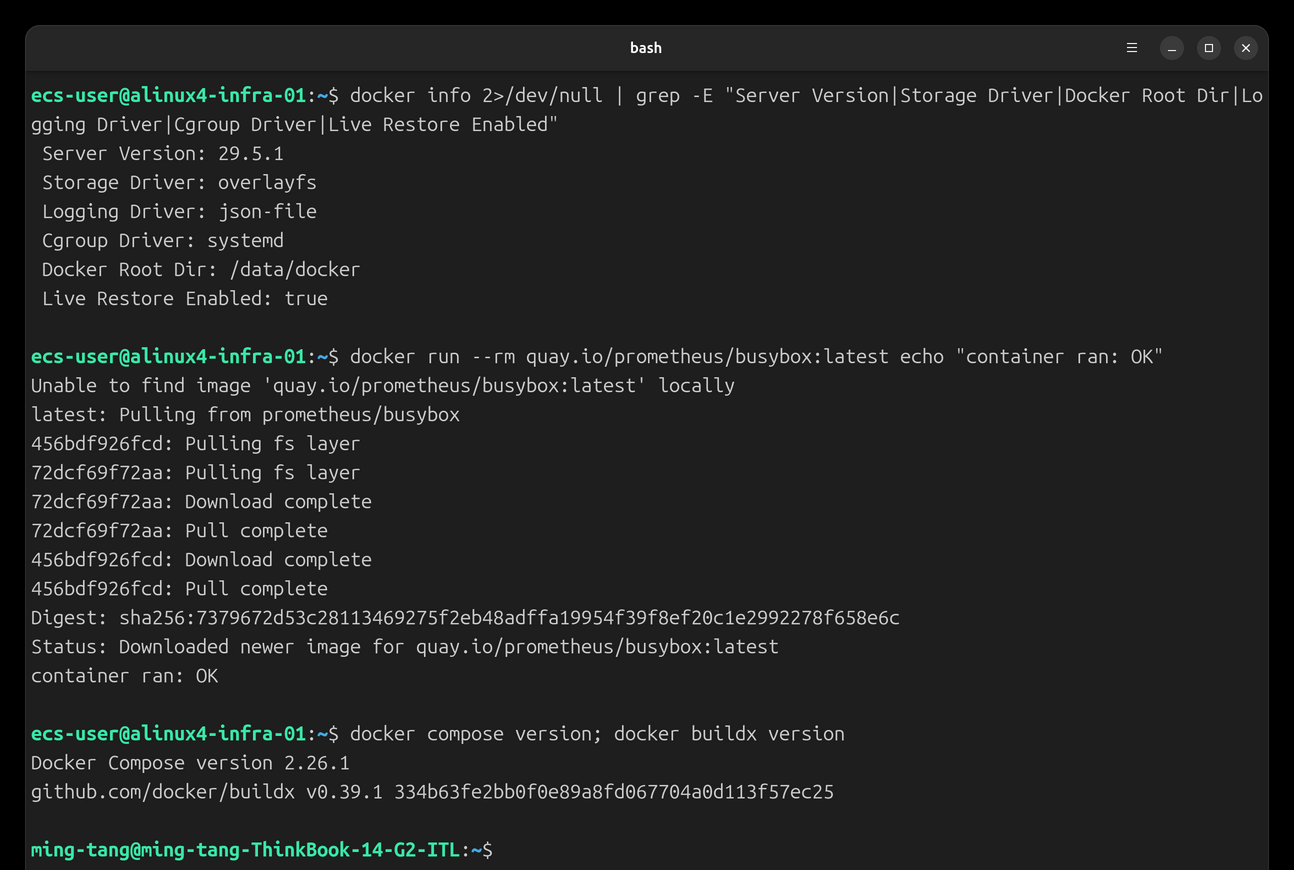 bash
ecs-user@alinux4-infra-01:~$ docker info 2>/dev/null | grep -E "Server Version|Storage Driver|Docker Root Dir|Lo
gging Driver|Cgroup Driver|Live Restore Enabled"
Server Version: 29.5.1
Storage Driver: overlayfs
Logging Driver: json-file
Cgroup Driver: systemd
Docker Root Dir: /data/docker
Live Restore Enabled: true
ecs-user@alinux4-infra-01:~$ docker run --rm quay.io/prometheus/busybox:latest echo "container ran: OK"
Unable to find image 'quay.io/prometheus/busybox:latest' locally
latest: Pulling from prometheus/busybox
456bdf926fcd: Pulling fs layer
72dcf69f72aa: Pulling fs layer
72dcf69f72aa: Download complete
72dcf69f72aa: Pull complete
456bdf926fcd: Download complete
456bdf926fcd: Pull complete
Digest: sha256:7379672d53c28113469275f2eb48adffa19954f39f8ef20c1e2992278f658e6c
Status: Downloaded newer image for quay.io/prometheus/busybox:latest
container ran: OK
ecs-user@alinux4-infra-01:~$ docker compose version; docker buildx version
Docker Compose version 2.26.1
github.com/docker/buildx v0.39.1 334b63fe2bb0f0e89a8fd067704a0d113f57ec25
ming-tang@ming-tang-ThinkBook-14-G2-ITL:~$